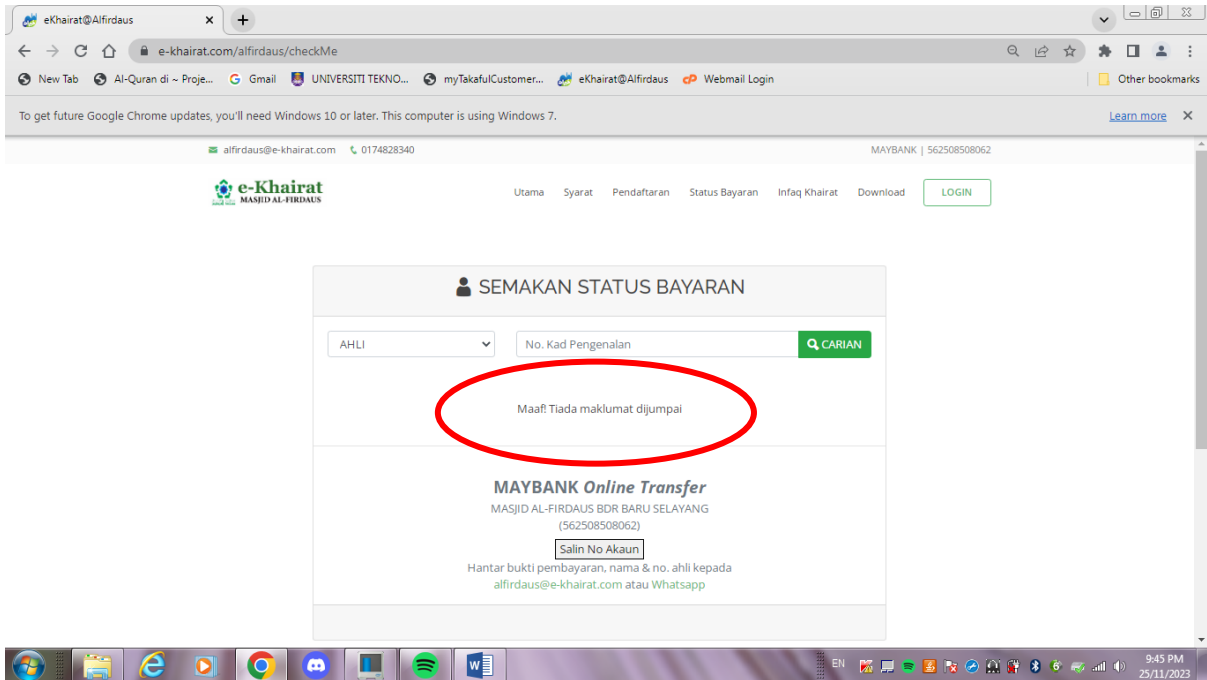 eKhairat@Alfirdaus
e-khairat.com/alfirdaus/checkMe
New Tab Al-Quran di ~ Proje... Gmail UNIVERSITI TEKNO... myTakafulCustomer... eKhairat@Alfirdaus Webmail Login Other bookmarks
To get future Google Chrome updates, you'll need Windows 10 or later. This computer is using Windows 7. Learn more
alfirdaus@e-khairat.com 0174828340 MAYBANK | 562508508062
e-Khairat
MASJID AL-FIRDAUS
Utama Syarat Pendaftaran Status Bayaran Infaq Khairat Download LOGIN
SEMAKAN STATUS BAYARAN
AHLI No. Kad Pengenalan CARIAN
Maaf! Tiada maklumat dijumpai
MAYBANK Online Transfer
MASJID AL-FIRDAUS BDR BARU SELAYANG
(562508508062)
Salin No Akaun
Hantar bukti pembayaran, nama & no. ahli kepada
alfirdaus@e-khairat.com atau Whatsapp
EN 9:45 PM
25/11/2023